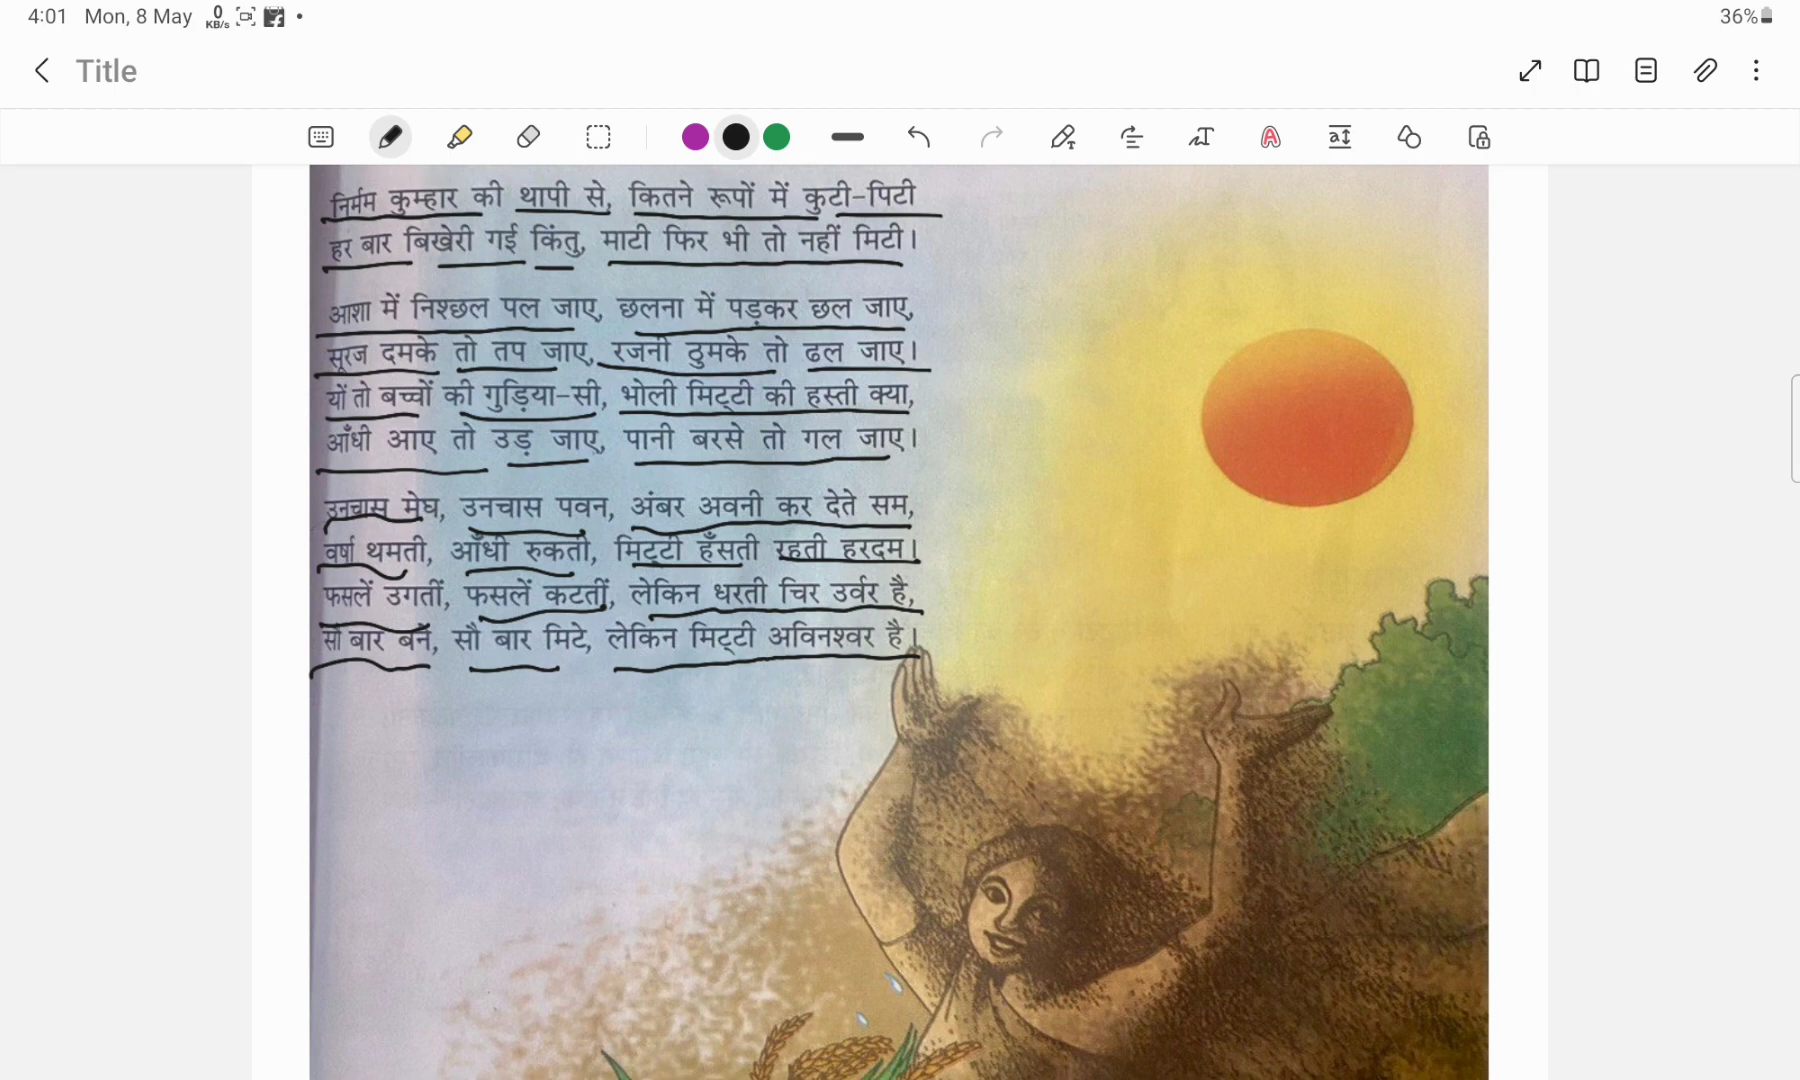 4:01 Mon, 8 May 0 KB/s 36%
Title
निर्मम कुम्हार की थापी से, कितने रूपों में कुटी-पिटी
हर बार बिखेरी गई किंतु, माटी फिर भी तो नहीं मिटी।
आशा में निश्छल पल जाए, छलना में पड़कर छल जाए,
सूरज दमके तो तप जाए, रजनी ठुमके तो ढल जाए।
यों तो बच्चों की गुड़िया-सी, भोली मिट्टी की हस्ती क्या,
आँधी आए तो उड़ जाए, पानी बरसे तो गल जाए।
उनचास मेघ, उनचास पवन, अंबर अवनी कर देते सम,
वर्षा थमती, आँधी रुकती, मिट्टी हँसती रहती हरदम।
फसलें उगतीं, फसलें कटतीं, लेकिन धरती चिर उर्वर है,
सौ बार बने, सौ बार मिटे, लेकिन मिट्टी अविनश्वर है।